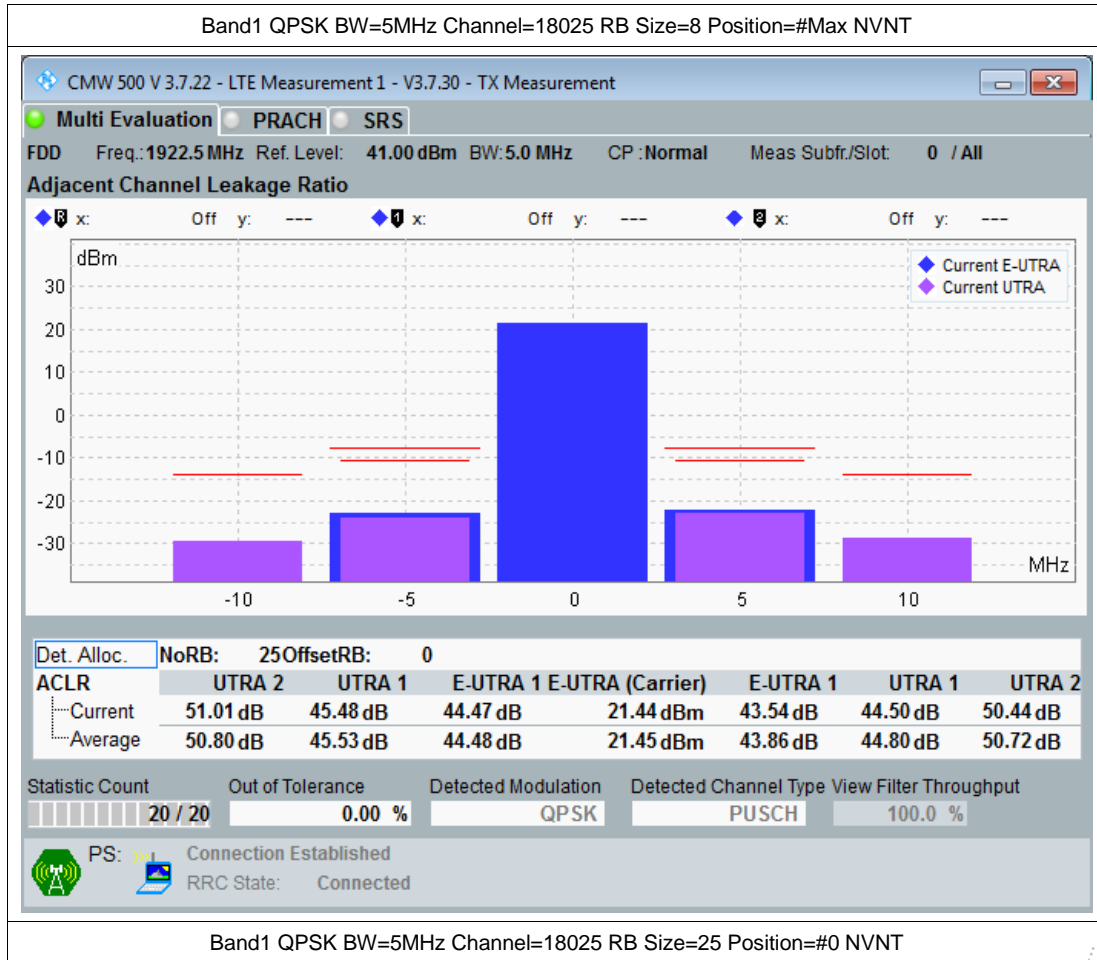 Band1 QPSK BW=5MHz Channel=18025 RB Size=8 Position=#Max NVNT
CMW 500 V 3.7.22 - LTE Measurement 1 - V3.7.30 - TX Measurement
Multi Evaluation PRACH SRS
FDD Freq.:1922.5 MHz Ref. Level: 41.00 dBm BW:5.0 MHz CP :Normal Meas Subfr./Slot: 0 / All
Adjacent Channel Leakage Ratio
R x: Off y: --- 1 x: Off y: --- 2 x: Off y: ---
dBm
Current E-UTRA
Current UTRA
30
20
10
0
-10
-20
-30
MHz
-10 -5 0 5 10
Det. Alloc. NoRB: 25 OffsetRB: 0
ACLR UTRA 2 UTRA 1 E-UTRA 1 E-UTRA (Carrier) E-UTRA 1 UTRA 1 UTRA 2
Current 51.01 dB 45.48 dB 44.47 dB 21.44 dBm 43.54 dB 44.50 dB 50.44 dB
Average 50.80 dB 45.53 dB 44.48 dB 21.45 dBm 43.86 dB 44.80 dB 50.72 dB
Statistic Count Out of Tolerance Detected Modulation Detected Channel Type View Filter Throughput
20 / 20 0.00 % QPSK PUSCH 100.0 %
PS: Connection Established
RRC State: Connected
Band1 QPSK BW=5MHz Channel=18025 RB Size=25 Position=#0 NVNT